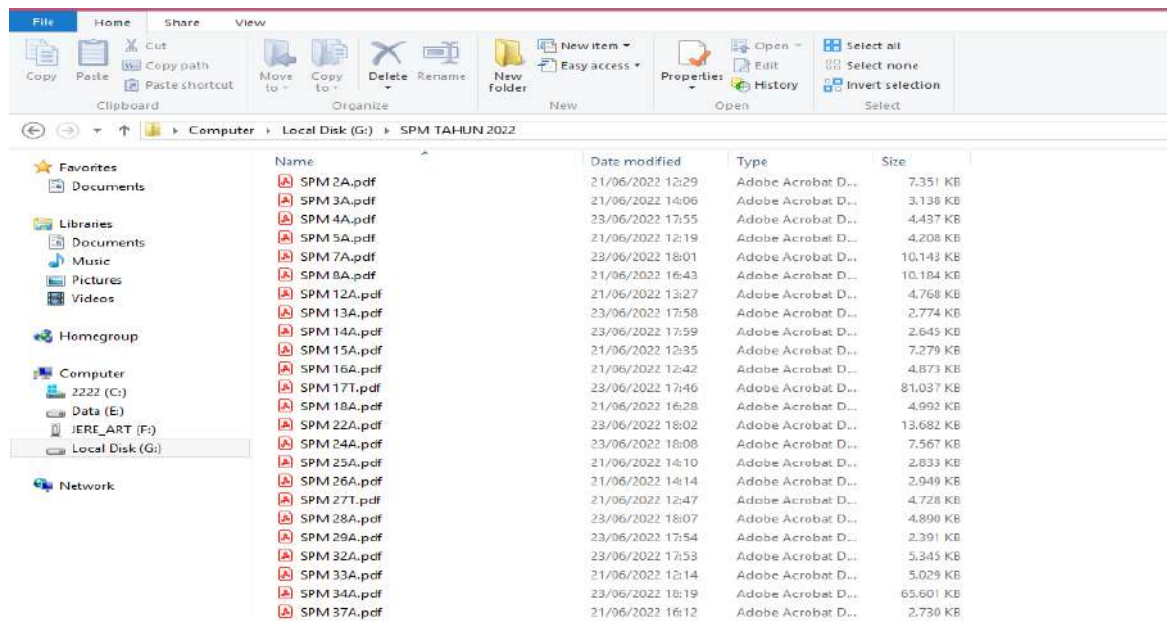 File Home Share View
Cut
Copy path
Paste shortcut
Copy Paste
Move to Copy to Delete Rename
New folder
New item
Easy access
Properties
Open
Edit
History
Select all
Select none
Invert selection
Clipboard Organize New Open Select
Computer Local Disk (G:) SPM TAHUN 2022
Favorites
Documents
Libraries
Documents
Music
Pictures
Videos
Homegroup
Computer
2222 (C:)
Data (E:)
JERE_ART (F:)
Local Disk (G:)
Network
Name Date modified Type Size
SPM 2A.pdf 21/06/2022 12:29 Adobe Acrobat D... 7.351 KB
SPM 3A.pdf 21/06/2022 14:06 Adobe Acrobat D... 3.138 KB
SPM 4A.pdf 23/06/2022 17:55 Adobe Acrobat D... 4.437 KB
SPM 5A.pdf 21/06/2022 12:19 Adobe Acrobat D... 4.208 KB
SPM 7A.pdf 23/06/2022 18:01 Adobe Acrobat D... 10.143 KB
SPM 8A.pdf 21/06/2022 16:43 Adobe Acrobat D... 10.184 KB
SPM 12A.pdf 21/06/2022 13:27 Adobe Acrobat D... 4.768 KB
SPM 13A.pdf 23/06/2022 17:58 Adobe Acrobat D... 2.774 KB
SPM 14A.pdf 23/06/2022 17:59 Adobe Acrobat D... 2.645 KB
SPM 15A.pdf 21/06/2022 12:35 Adobe Acrobat D... 7.279 KB
SPM 16A.pdf 21/06/2022 12:42 Adobe Acrobat D... 4.873 KB
SPM 17T.pdf 23/06/2022 17:46 Adobe Acrobat D... 81.037 KB
SPM 18A.pdf 21/06/2022 16:28 Adobe Acrobat D... 4.992 KB
SPM 22A.pdf 23/06/2022 18:02 Adobe Acrobat D... 13.682 KB
SPM 24A.pdf 23/06/2022 18:08 Adobe Acrobat D... 7.567 KB
SPM 25A.pdf 21/06/2022 14:10 Adobe Acrobat D... 2.833 KB
SPM 26A.pdf 21/06/2022 14:14 Adobe Acrobat D... 2.949 KB
SPM 27T.pdf 21/06/2022 12:47 Adobe Acrobat D... 4.728 KB
SPM 28A.pdf 23/06/2022 18:07 Adobe Acrobat D... 4.890 KB
SPM 29A.pdf 23/06/2022 17:54 Adobe Acrobat D... 2.391 KB
SPM 32A.pdf 23/06/2022 17:53 Adobe Acrobat D... 5.345 KB
SPM 33A.pdf 21/06/2022 12:14 Adobe Acrobat D... 5.029 KB
SPM 34A.pdf 23/06/2022 18:19 Adobe Acrobat D... 65.601 KB
SPM 37A.pdf 21/06/2022 16:12 Adobe Acrobat D... 2.730 KB